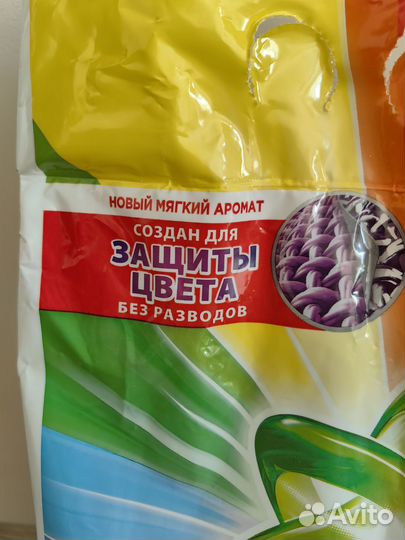 НОВЫЙ МЯГКИЙ АРОМАТ
СОЗДАН ДЛЯ
ЗАЩИТЫ
ЦВЕТА
БЕЗ РАЗВОДОВ
Avito